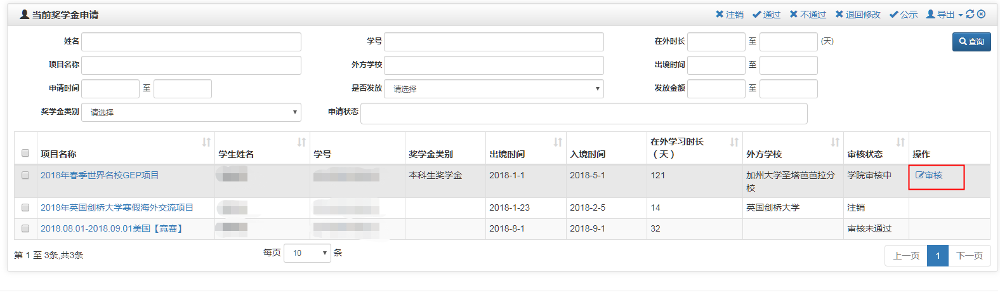 当前奖学金申请
注销 通过 不通过 退回修改 公示 导出
姓名 学号 在外时长 至 (天) 查询
项目名称 外方学校 出境时间 至
申请时间 至 是否发放 请选择 发放金额 至
奖学金类别 请选择 申请状态
项目名称 学生姓名 学号 奖学金类别 出境时间 入境时间 在外学习时长
（天） 外方学校 审核状态 操作
2018年春季世界名校GEP项目 本科生奖学金 2018-1-1 2018-5-1 121 加州大学圣塔芭芭拉分
校 学院审核中 审核
2018年英国剑桥大学寒假海外交流项目 2018-1-23 2018-2-5 14 英国剑桥大学 注销
2018.08.01-2018.09.01美国【竞赛】 2018-8-1 2018-9-1 32 审核未通过
第 1 至 3条,共3条 每页 10 条 上一页 1 下一页